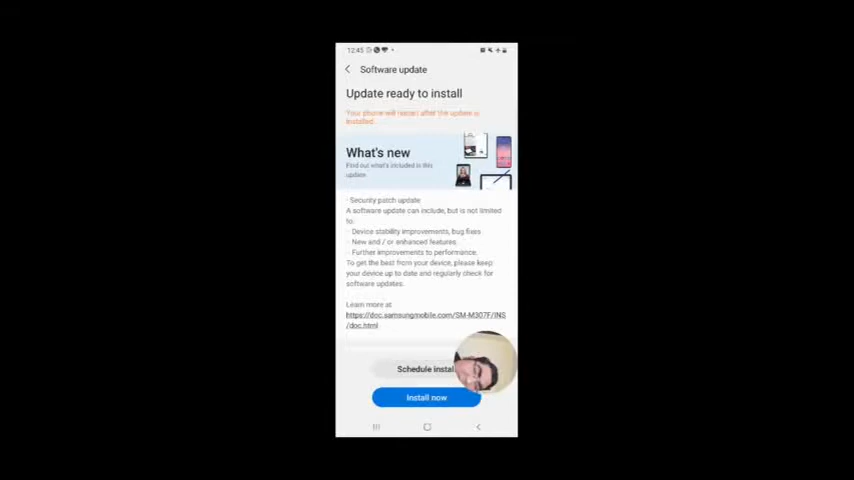 12:45
Software update
Update ready to install
Your phone will restart after the update is
installed.
What's new
Find out what's included in this
update.
- Security patch update
A software update can include, but is not limited
to:
- Device stability improvements, bug fixes
- New and / or enhanced features.
- Further improvements to performance.
To get the best from your device, please keep
your device up to date and regularly check for
software updates.
Learn more at
https://doc.samsungmobile.com/SM-M307F/INS
/doc.html
Schedule instal
Install now